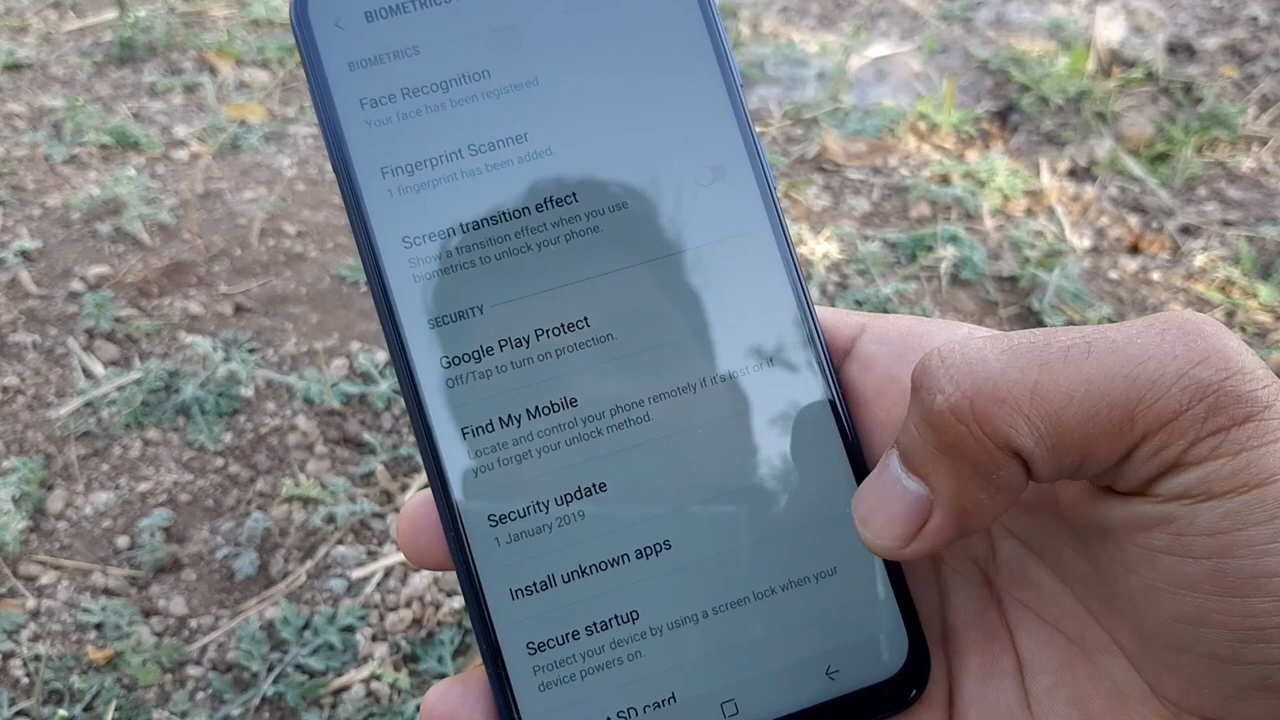 BIOMETRICS
BIOMETRICS
Face Recognition
Your face has been registered.
Fingerprint Scanner
1 fingerprint has been added
Screen transition effect
Show a transition effect when you use
biometrics to unlock your phone.
SECURITY
Google Play Protect
Off/Tap to turn on protection.
Find My Mobile
Locate and control your phone remotely if it's lost or if
you forget your unlock method.
Security update
1 January 2019
Install unknown apps
Secure startup
Protect your device by using a screen lock when your
device powers on.
SD card